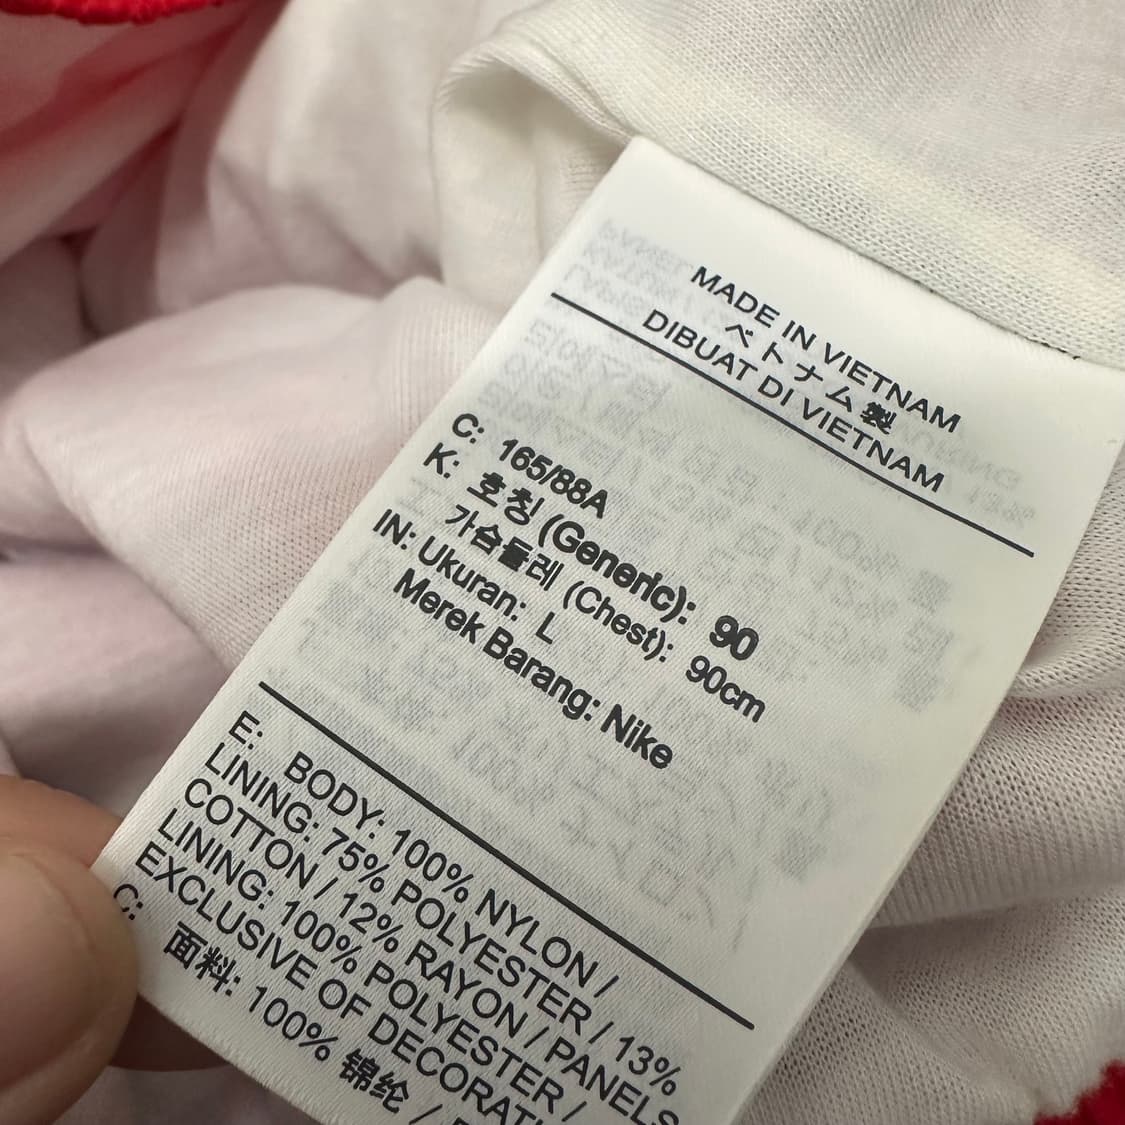 MADE IN VIETNAM
ベトナム製
DIBUAT DI VIETNAM
C: 165/88A
K: 호칭 (Generic): 90
가슴둘레 (Chest): 90cm
IN: Ukuran: L
Merek Barang: Nike
E: BODY: 100% NYLON /
LINING: 75% POLYESTER / 13%
COTTON / 12% RAYON / PANELS
LINING: 100% POLYESTER /
EXCLUSIVE OF DECORATI
C: 面料: 100% 锦纶 /